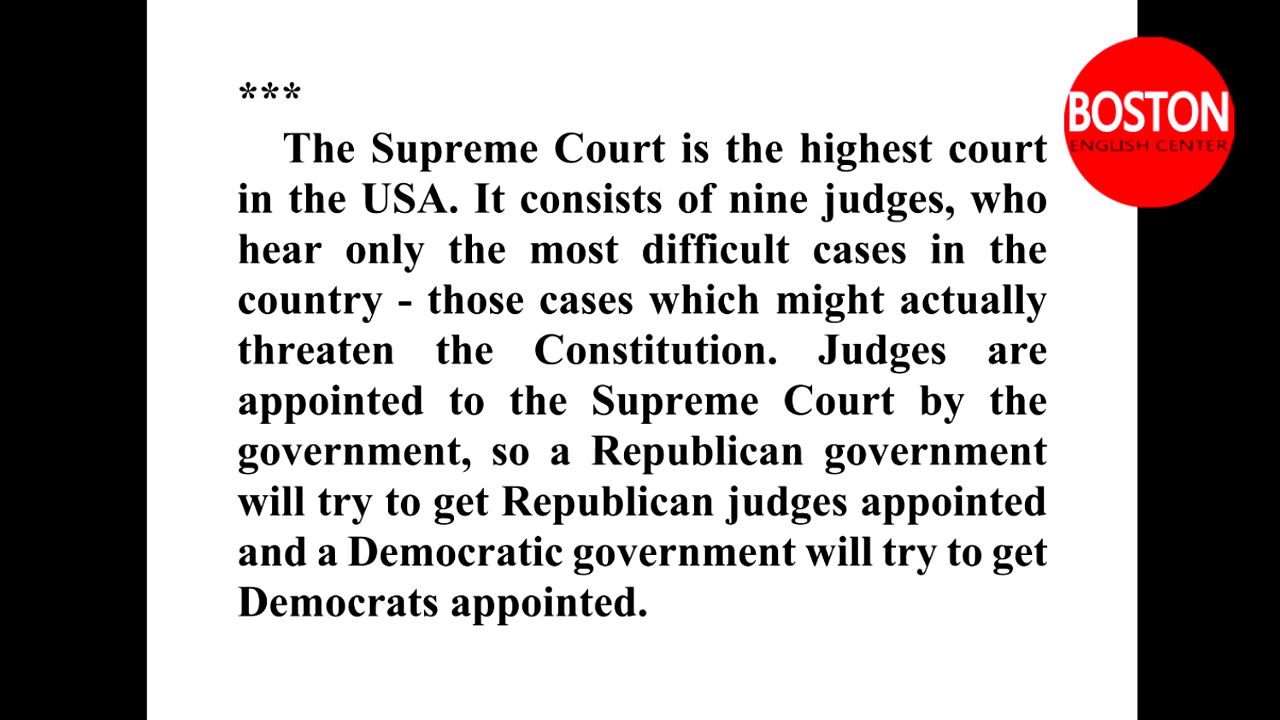 ***
The Supreme Court is the highest court
in the USA. It consists of nine judges, who
hear only the most difficult cases in the
country - those cases which might actually
threaten the Constitution. Judges are
appointed to the Supreme Court by the
government, so a Republican government
will try to get Republican judges appointed
and a Democratic government will try to get
Democrats appointed.
BOSTON
ENGLISH CENTER